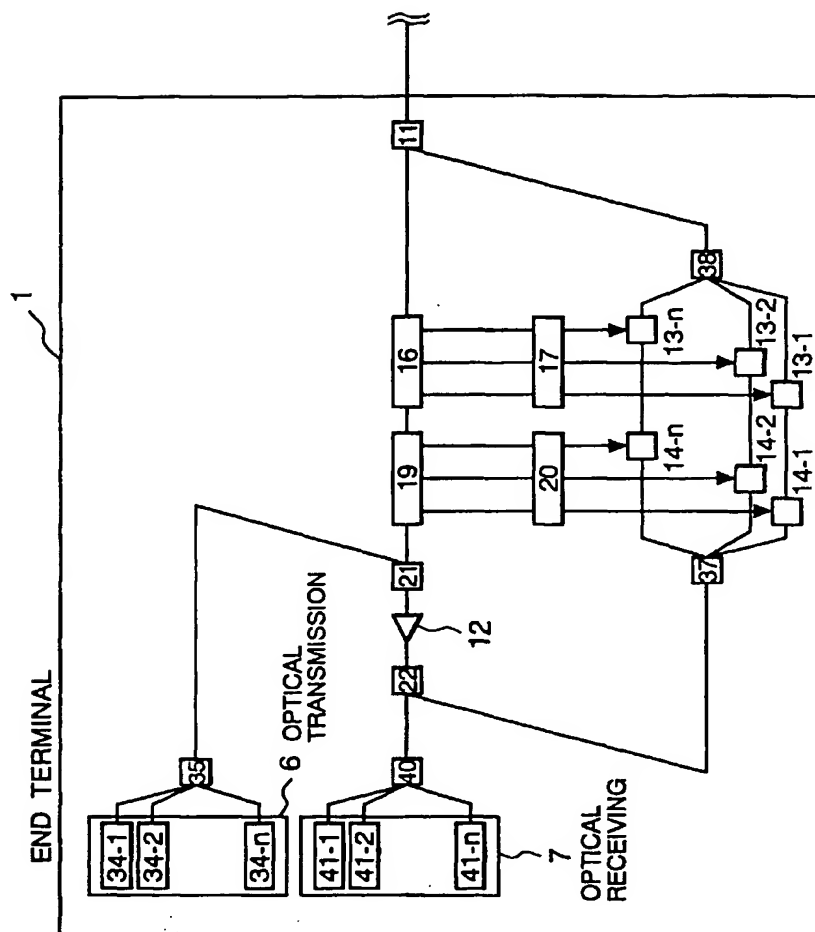 END TERMINAL
1
34-1
34-2
34-n
35
6 OPTICAL
TRANSMISSION
41-1
41-2
41-n
40
7
OPTICAL
RECEIVING
22
12
21
19
16
11
20
17
14-n
13-n
14-2
13-2
14-1
13-1
37
38